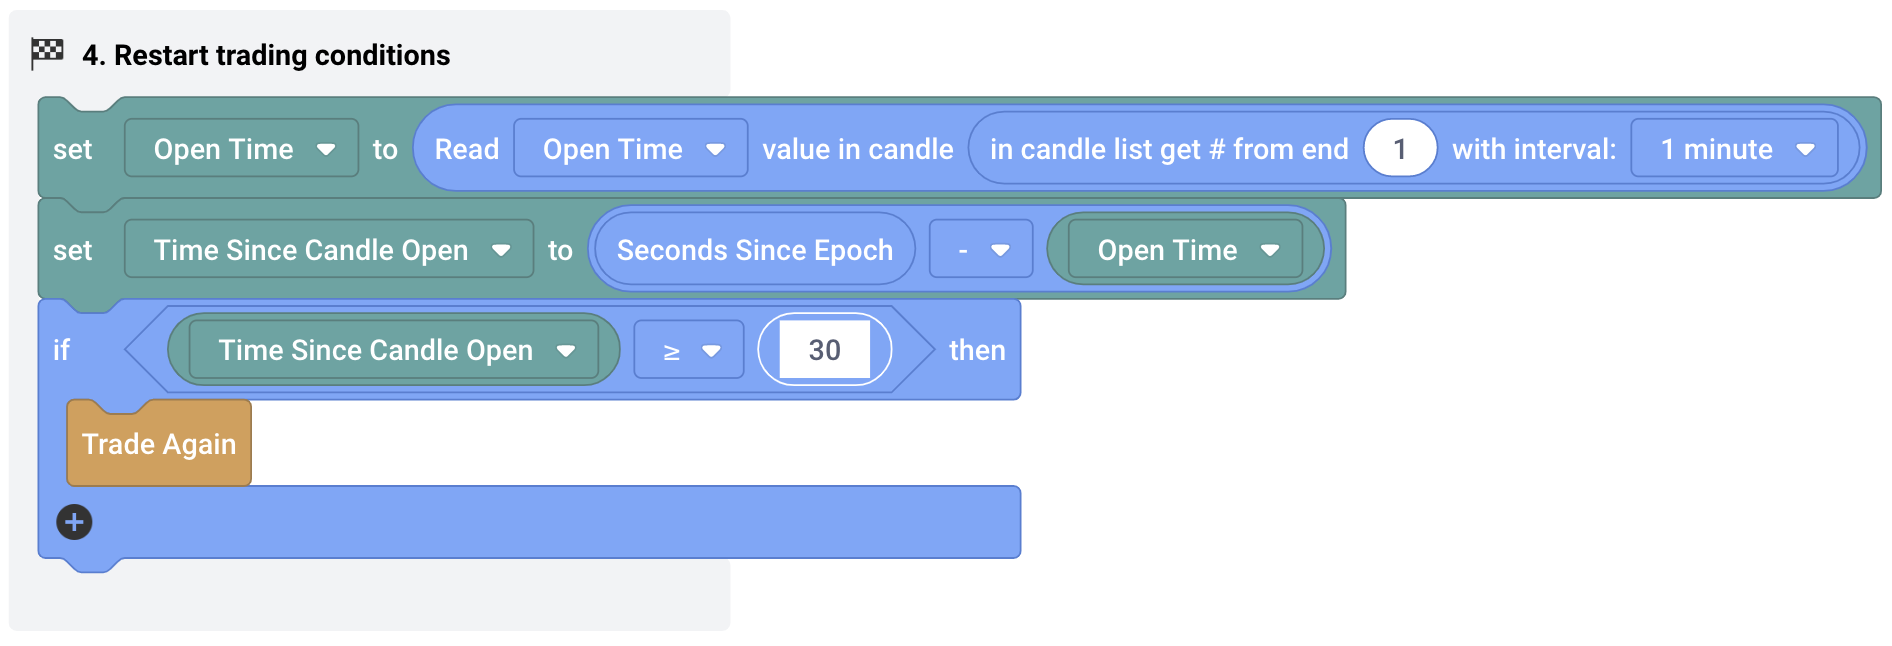 4. Restart trading conditions
set Open Time to Read Open Time value in candle in candle list get # from end 1 with interval: 1 minute
set Time Since Candle Open to Seconds Since Epoch - Open Time
if Time Since Candle Open ≥ 30 then
Trade Again